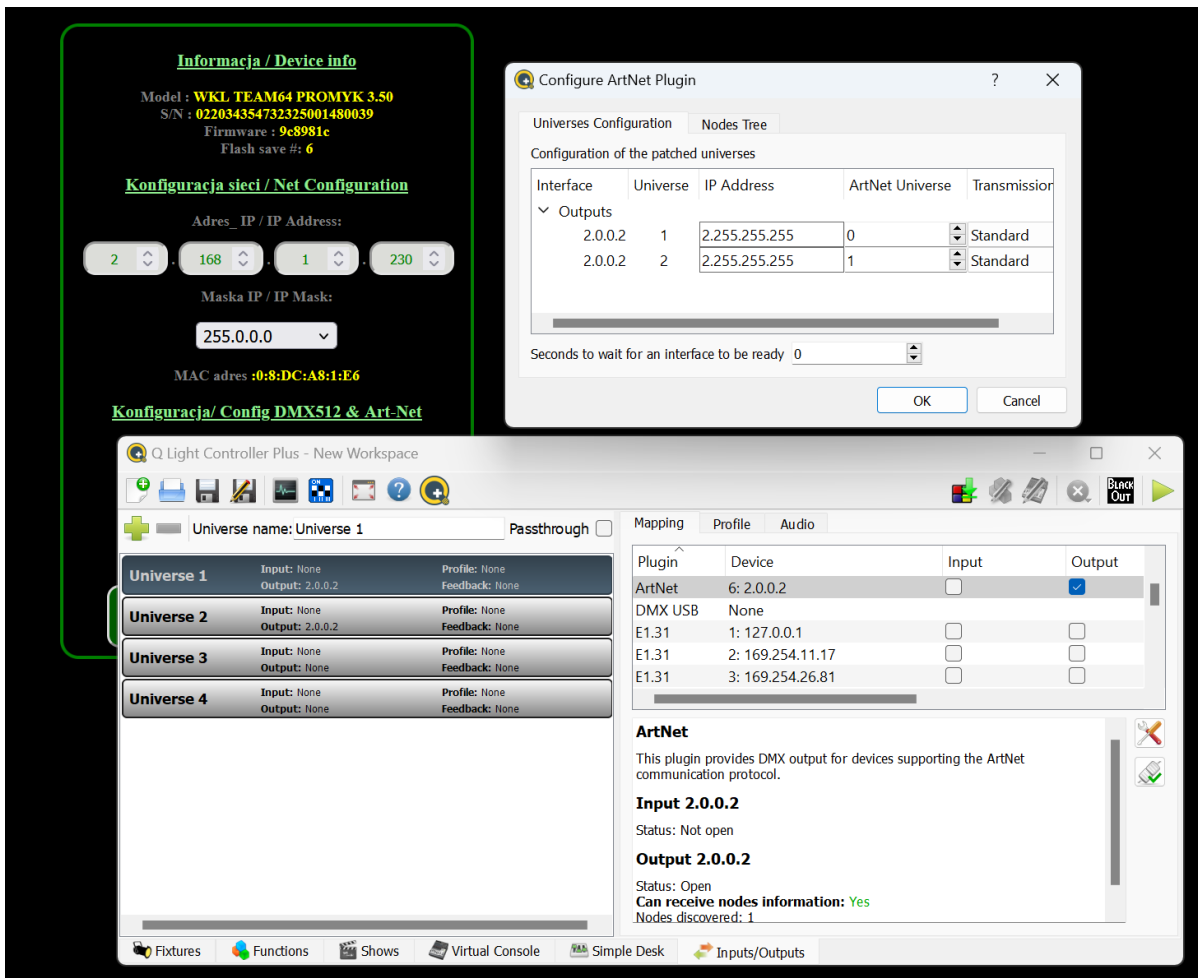 Informacja / Device info
Model : WKL TEAM64 PROMYK 3.50
S/N : 022034354732325001480039
Firmware : 9c8981c
Flash save #: 6
Konfiguracja sieci / Net Configuration
Adres_ IP / IP Address:
2 . 168 . 1 . 230
Maska IP / IP Mask:
255.0.0.0
MAC adres :0:8:DC:A8:1:E6
Konfiguracja/ Config DMX512 & Art-Net
Configure ArtNet Plugin ?
Universes Configuration Nodes Tree
Configuration of the patched universes
Interface Universe IP Address ArtNet Universe Transmission
Outputs
2.0.0.2 1 2.255.255.255 0 Standard
2.0.0.2 2 2.255.255.255 1 Standard
Seconds to wait for an interface to be ready 0
OK Cancel
Q Light Controller Plus - New Workspace
BLACK OUT
Universe name: Universe 1 Passthrough
Universe 1 Input: None Profile: None
Output: 2.0.0.2 Feedback: None
Universe 2 Input: None Profile: None
Output: 2.0.0.2 Feedback: None
Universe 3 Input: None Profile: None
Output: None Feedback: None
Universe 4 Input: None Profile: None
Output: None Feedback: None
Mapping Profile Audio
Plugin Device Input Output
ArtNet 6: 2.0.0.2
DMX USB None
E1.31 1: 127.0.0.1
E1.31 2: 169.254.11.17
E1.31 3: 169.254.26.81
ArtNet
This plugin provides DMX output for devices supporting the ArtNet
communication protocol.
Input 2.0.0.2
Status: Not open
Output 2.0.0.2
Status: Open
Can receive nodes information: Yes
Nodes discovered: 1
Fixtures Functions Shows Virtual Console Simple Desk Inputs/Outputs